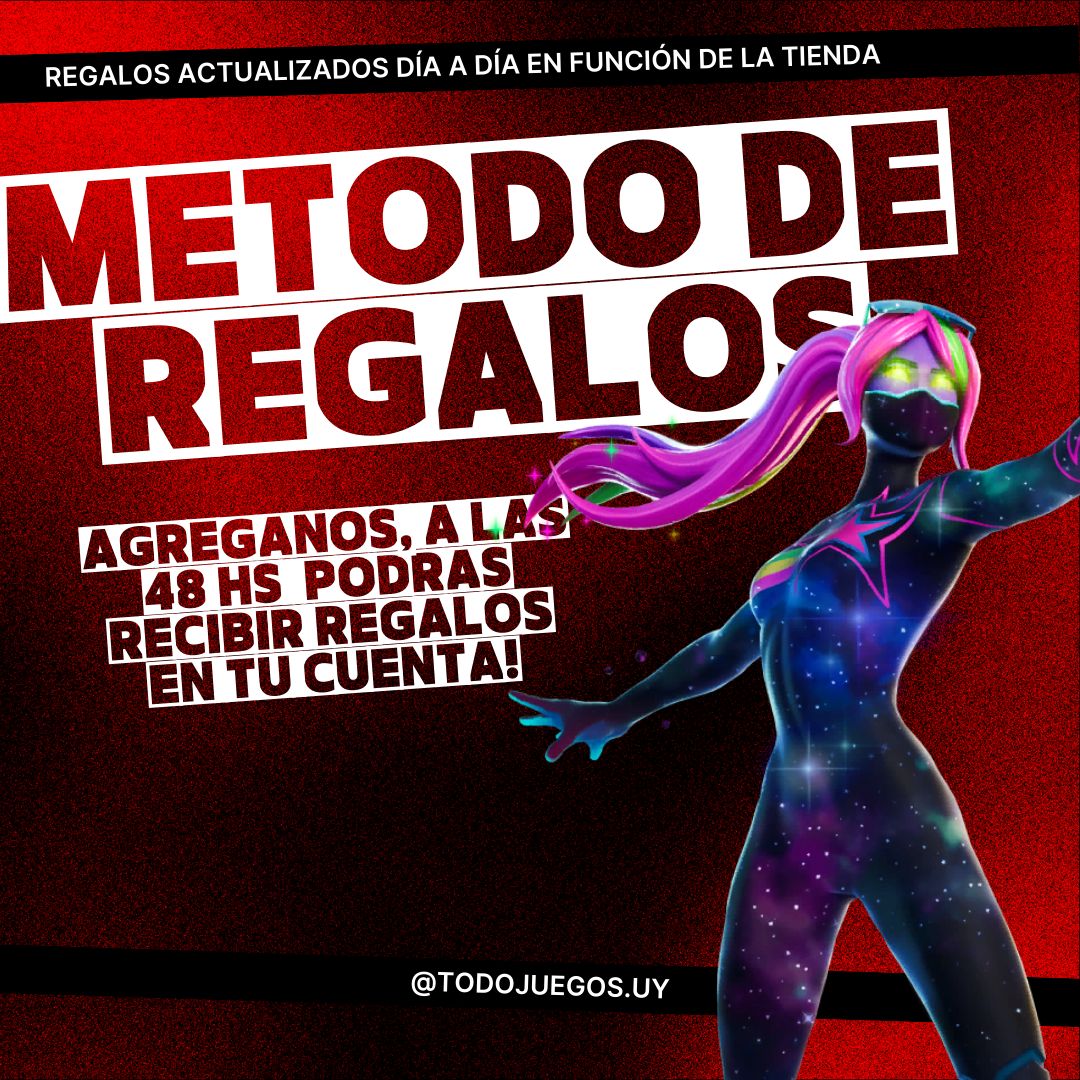 REGALOS ACTUALIZADOS DÍA A DÍA EN FUNCIÓN DE LA TIENDA
METODO DE
REGALOS
AGREGANOS, A LAS
48 HS PODRAS
RECIBIR REGALOS
EN TU CUENTA!
@TODOJUEGOS.UY